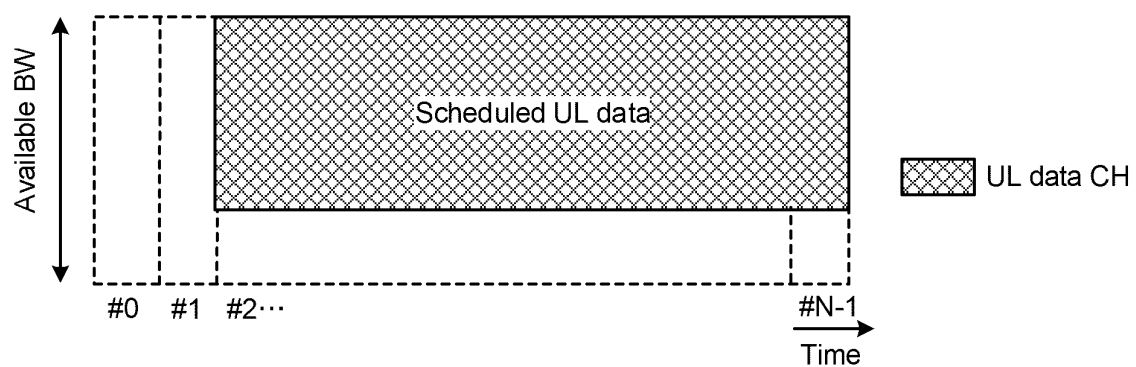 Available BW
Scheduled UL data
UL data CH
#0
#1
#2···
#N-1
Time